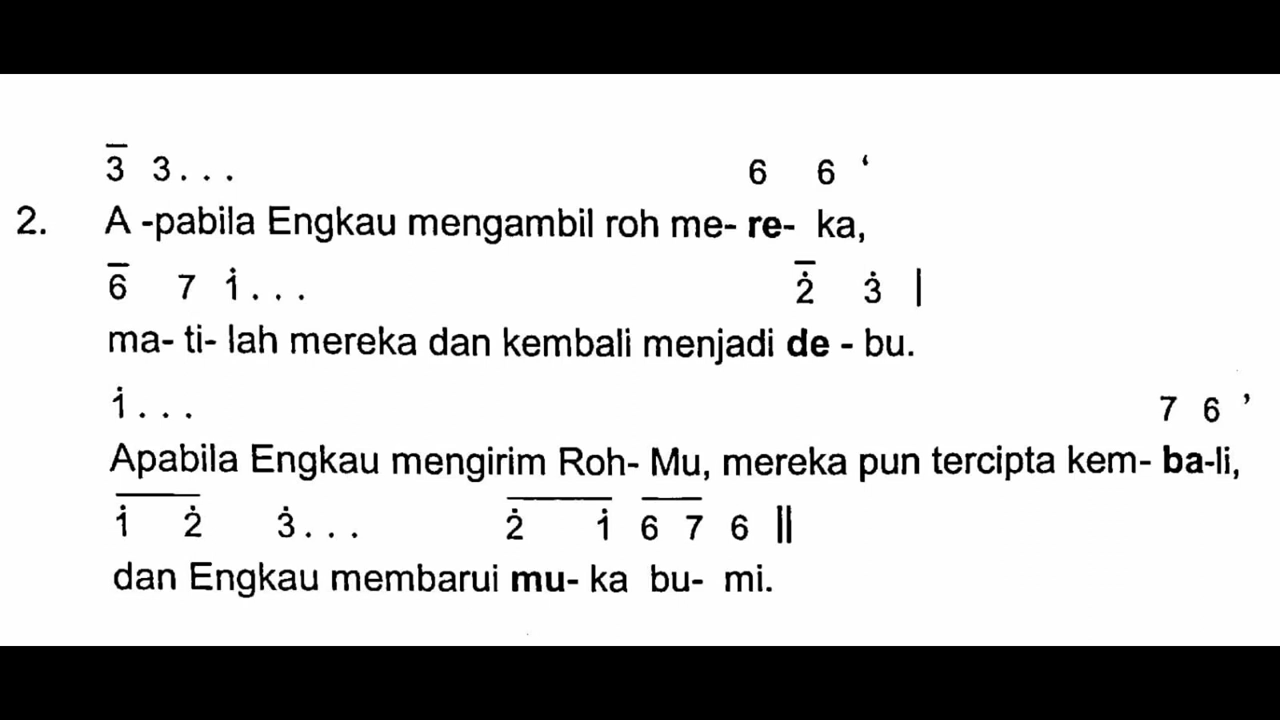 3̅ 3 . . . 6 6 ‘
2. A -pabila Engkau mengambil roh me- re- ka,
6̅ 7 1̇ . . . 2̇̅ 3̇ |
ma- ti- lah mereka dan kembali menjadi de - bu.
1̇ . . . 7 6 ’
Apabila Engkau mengirim Roh- Mu, mereka pun tercipta kem- ba-li,
1̇̅ 2̇̅ 3̇ . . . 2̇̅ 1̇̅ 6̅ 7̅ 6 ||
dan Engkau membarui mu- ka bu- mi.